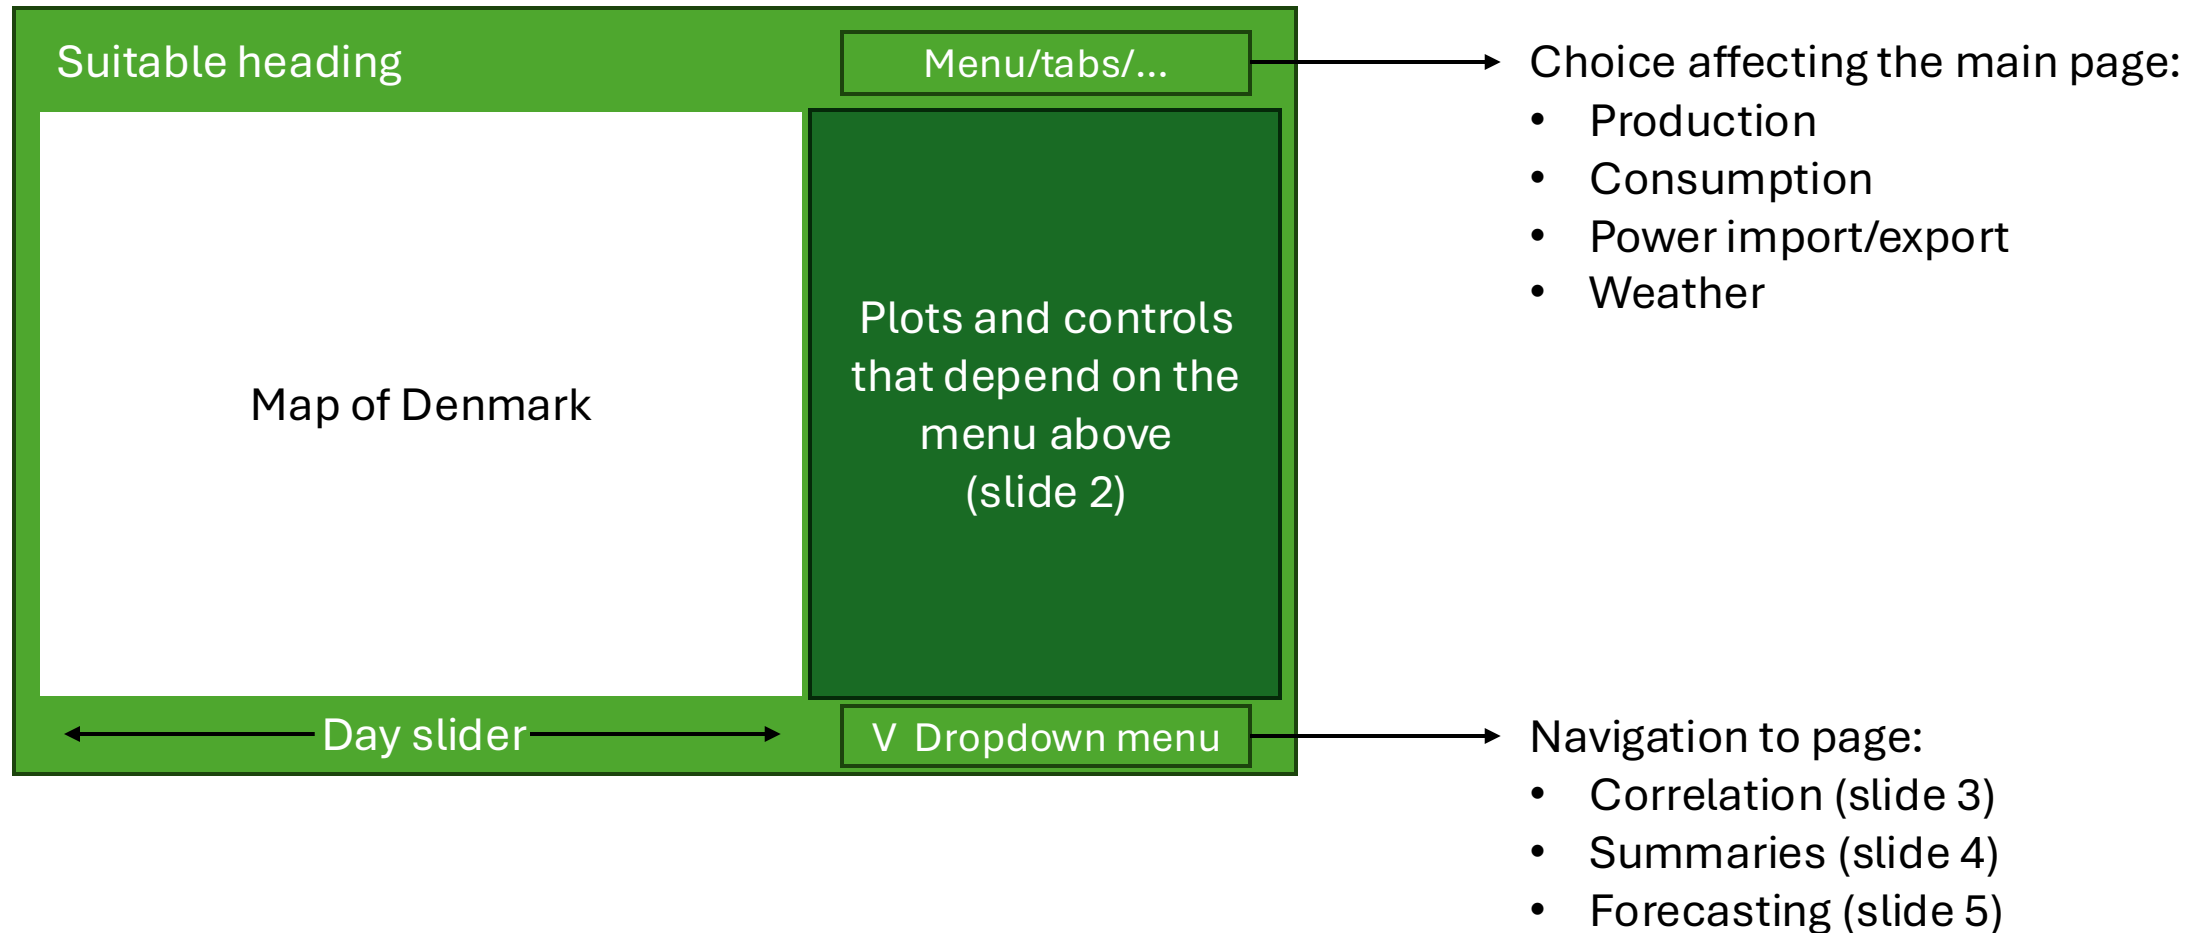 Suitable heading
Menu/tabs/...
Map of Denmark
Plots and controls
that depend on the
menu above
(slide 2)
Day slider
V Dropdown menu
Choice affecting the main page:
• Production
• Consumption
• Power import/export
• Weather
Navigation to page:
• Correlation (slide 3)
• Summaries (slide 4)
• Forecasting (slide 5)